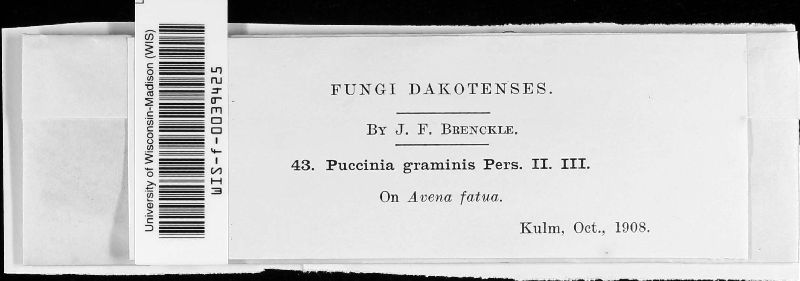 University of Wisconsin-Madison (WIS)
WIS-f-0039425
FUNGI DAKOTENSES.
BY J. F. BRENCKLE.
43. Puccinia graminis Pers. II. III.
On Avena fatua.
Kulm, Oct., 1908.